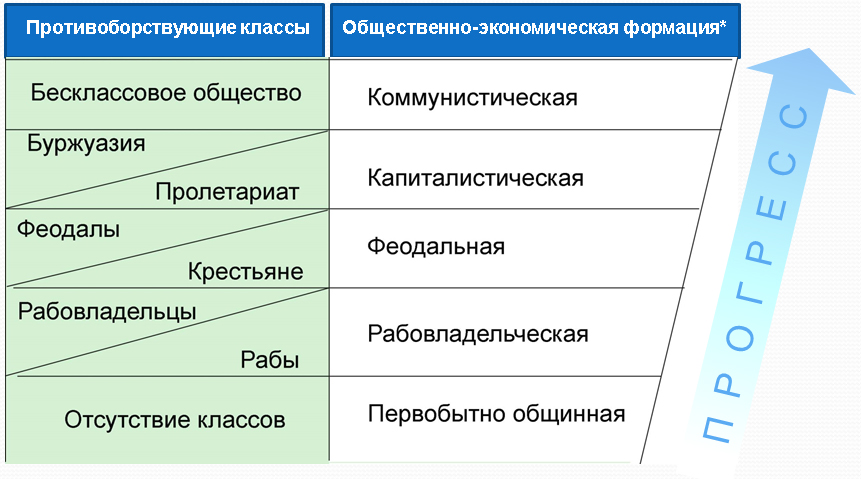 Противоборствующие классы
Общественно-экономическая формация*
Бесклассовое общество
Коммунистическая
Буржуазия
Пролетариат
Капиталистическая
Феодалы
Крестьяне
Феодальная
Рабовладельцы
Рабы
Рабовладельческая
Отсутствие классов
Первобытно общинная
ПРОГРЕСС